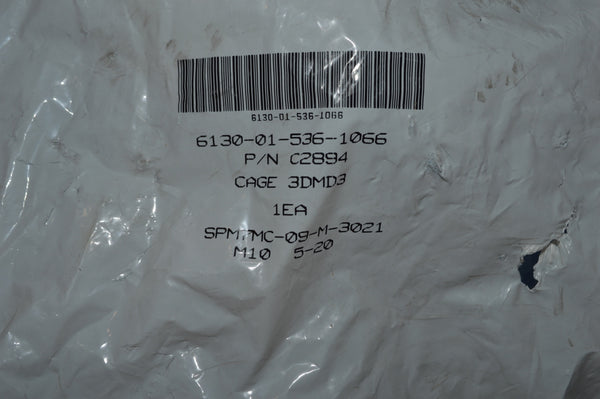 6130-01-536-1066
6130-01-536-1066
P/N C2894
CAGE 3DMD3
1EA
SPM7MC-09-M-3021
M10 5-20